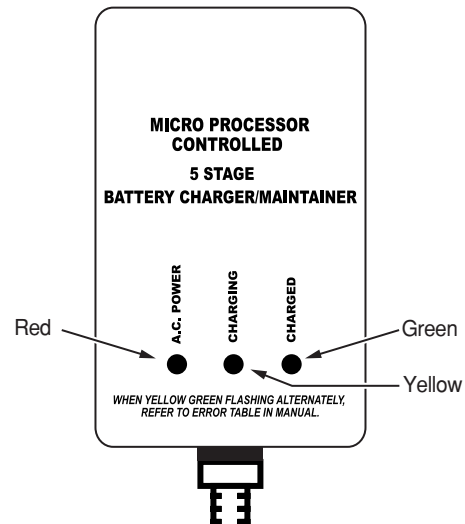 MICRO PROCESSOR
CONTROLLED
5 STAGE
BATTERY CHARGER/MAINTAINER
A.C. POWER
CHARGING
CHARGED
Red
Green
Yellow
WHEN YELLOW GREEN FLASHING ALTERNATELY,
REFER TO ERROR TABLE IN MANUAL.